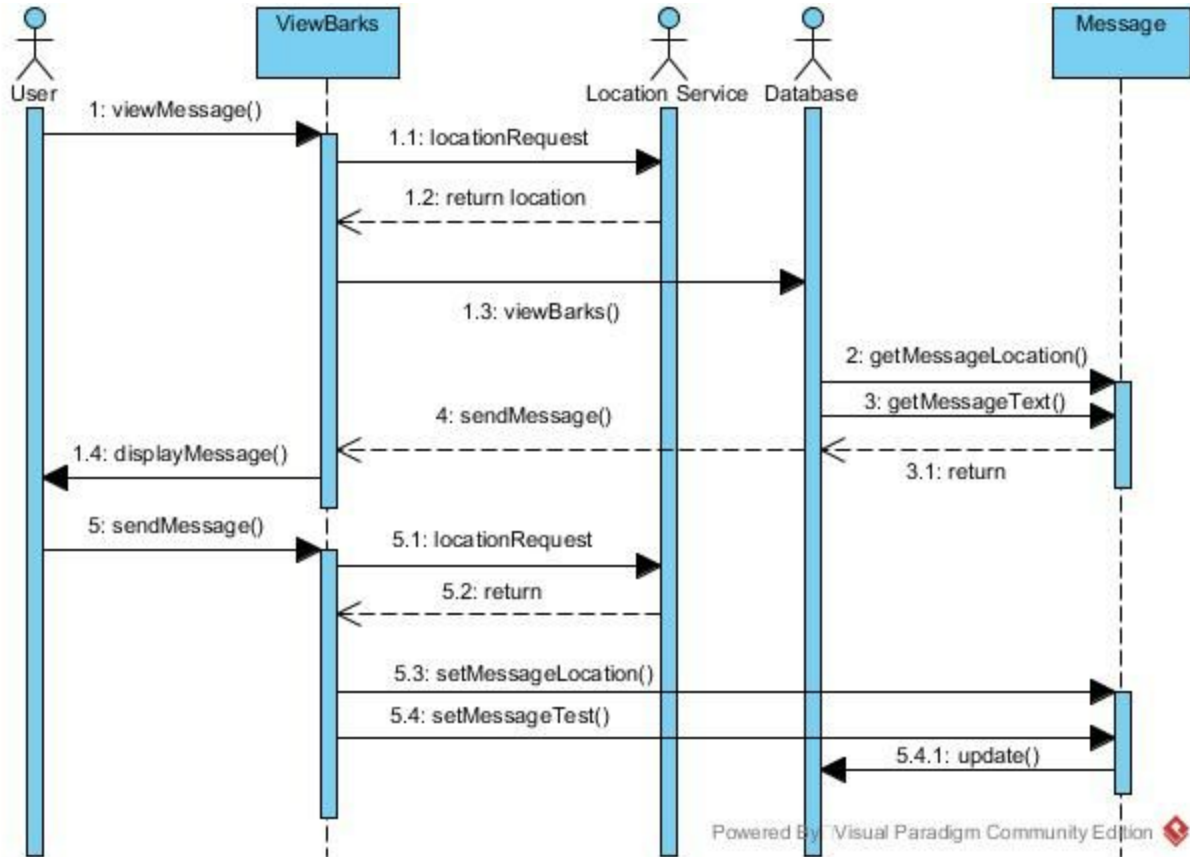 ViewBarks
Message
User
Location Service
Database
1: viewMessage()
1.1: locationRequest
1.2: return location
1.3: viewBarks()
2: getMessageLocation()
3: getMessageText()
4: sendMessage()
3.1: return
1.4: displayMessage()
5: sendMessage()
5.1: locationRequest
5.2: return
5.3: setMessageLocation()
5.4: setMessageTest()
5.4.1: update()
Powered By Visual Paradigm Community Edition